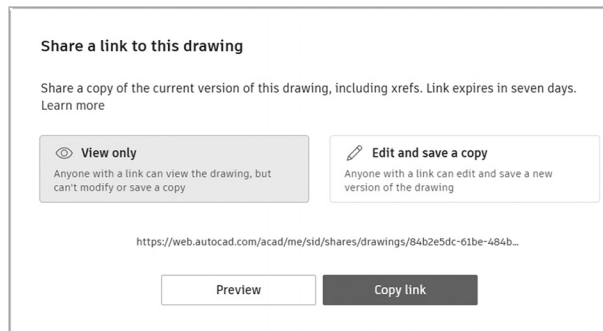 Share a link to this drawing
Share a copy of the current version of this drawing, including xrefs. Link expires in seven days.
Learn more
View only
Anyone with a link can view the drawing, but
can't modify or save a copy
Edit and save a copy
Anyone with a link can edit and save a new
version of the drawing
https://web.autocad.com/acad/me/sid/shares/drawings/84b2e5dc-61be-484b...
Preview
Copy link